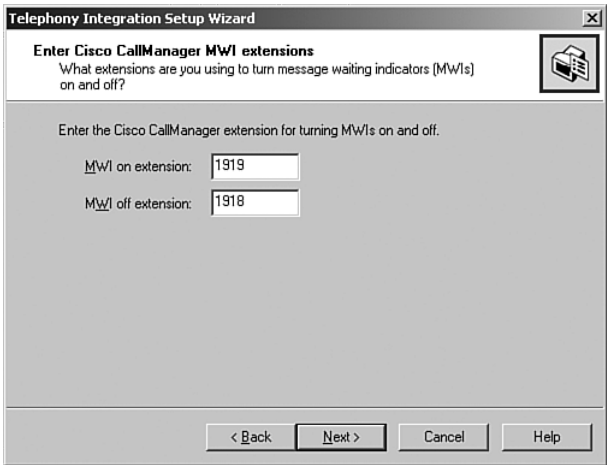 Telephony Integration Setup Wizard
Enter Cisco CallManager MWI extensions
What extensions are you using to turn message waiting indicators (MWIs)
on and off?
Enter the Cisco CallManager extension for turning MWIs on and off.
MWI on extension: 1919
MWI off extension: 1918
< Back Next > Cancel Help